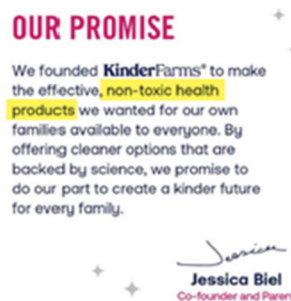 OUR PROMISE
We founded KinderFarms® to make
the effective, non-toxic health
products we wanted for our own
families available to everyone. By
offering cleaner options that are
backed by science, we promise to
do our part to create a kinder future
for every family.
Jessica
Jessica Biel
Co-founder and Paren